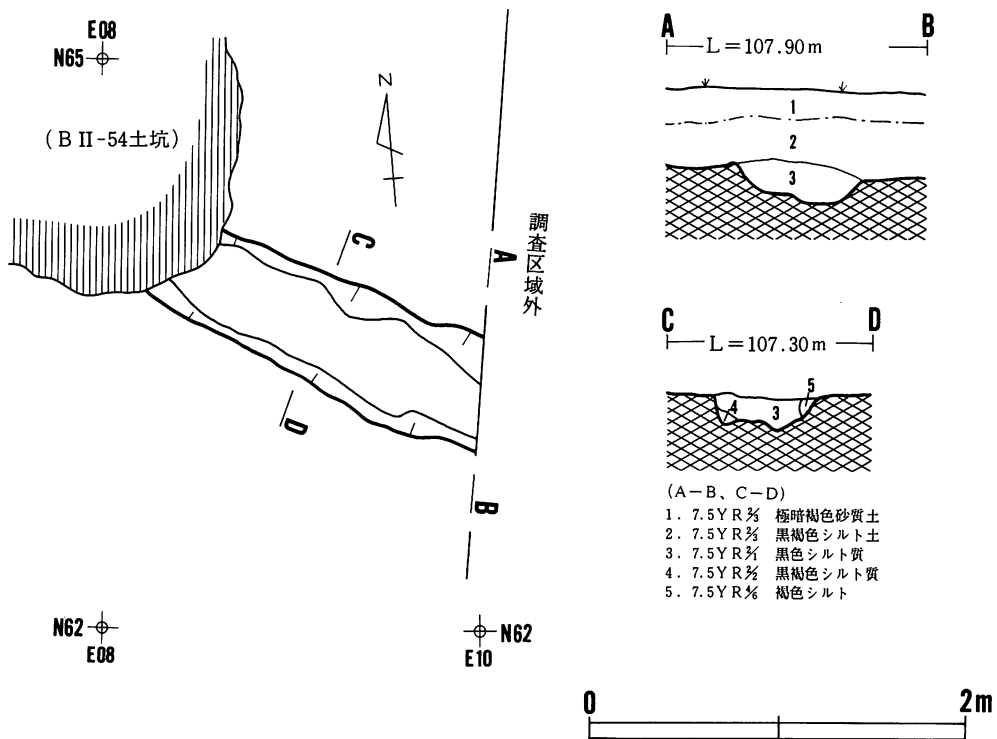 E08
N65
(BⅡ-54土坑)
N
調査区域外
C
A
D
B
N62
E08
N62
E10
A B
L=107.90m
1
2
3
C D
L=107.30m
5
4
3
(A-B、C-D)
1. 7.5YR 2/3 極暗褐色砂質土
2. 7.5YR 2/3 黒褐色シルト土
3. 7.5YR 2/1 黒色シルト質
4. 7.5YR 2/2 黒褐色シルト質
5. 7.5YR 4/6 褐色シルト
0 2m